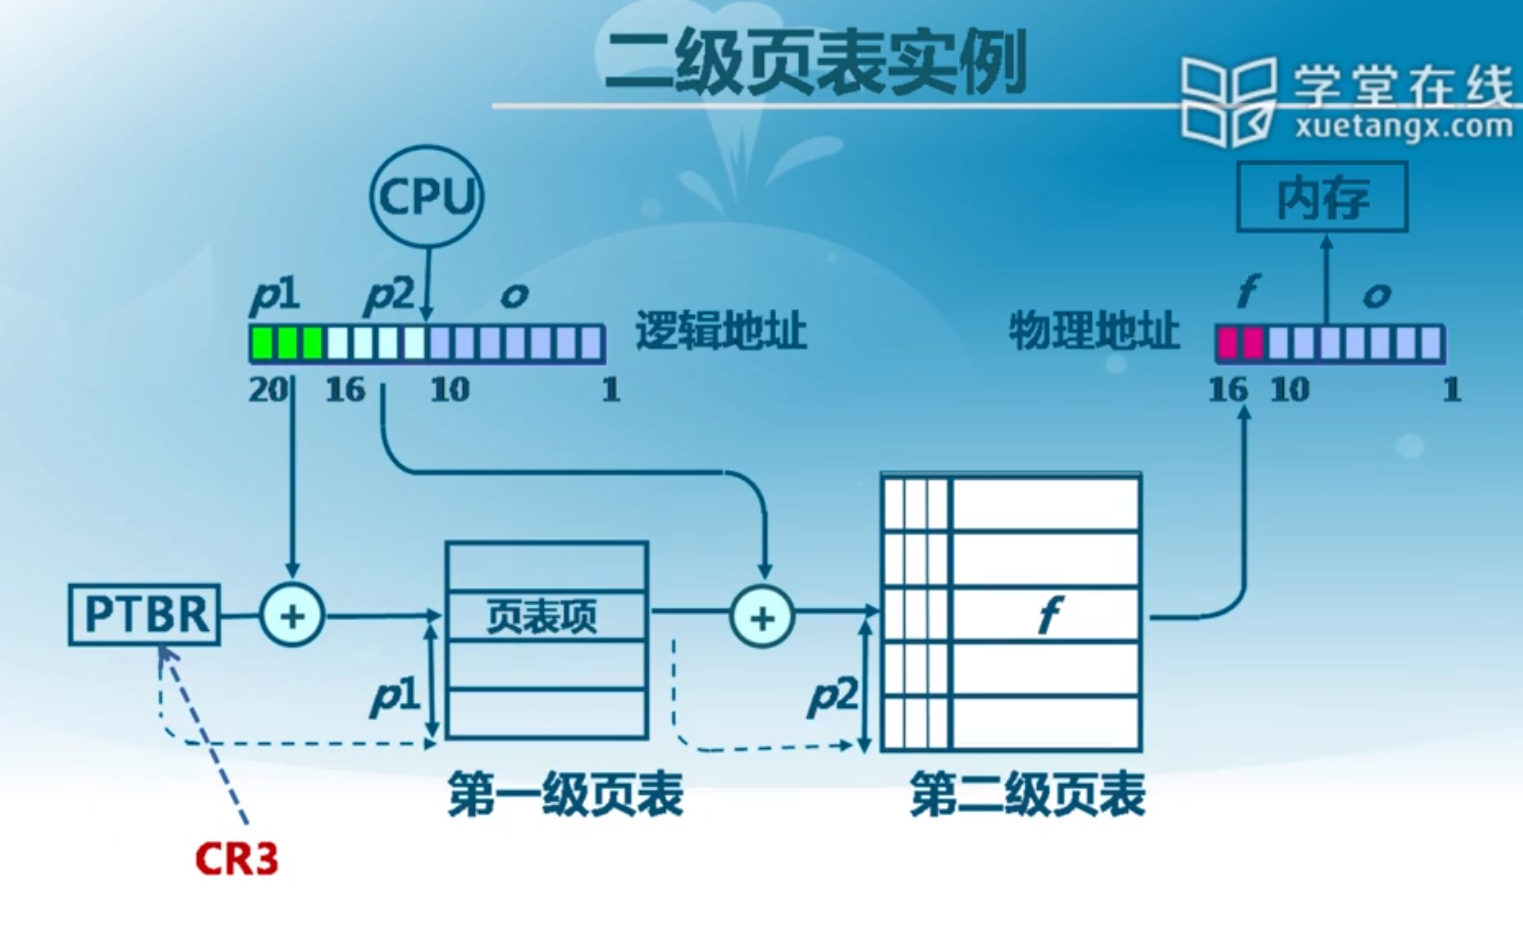 二级页表实例
学堂在线
xuetangx.com
CPU
内存
p1 p2 o
逻辑地址
20 16 10 1
f o
物理地址
16 10 1
PTBR
+
页表项
+
f
p1
p2
第一级页表
第二级页表
CR3